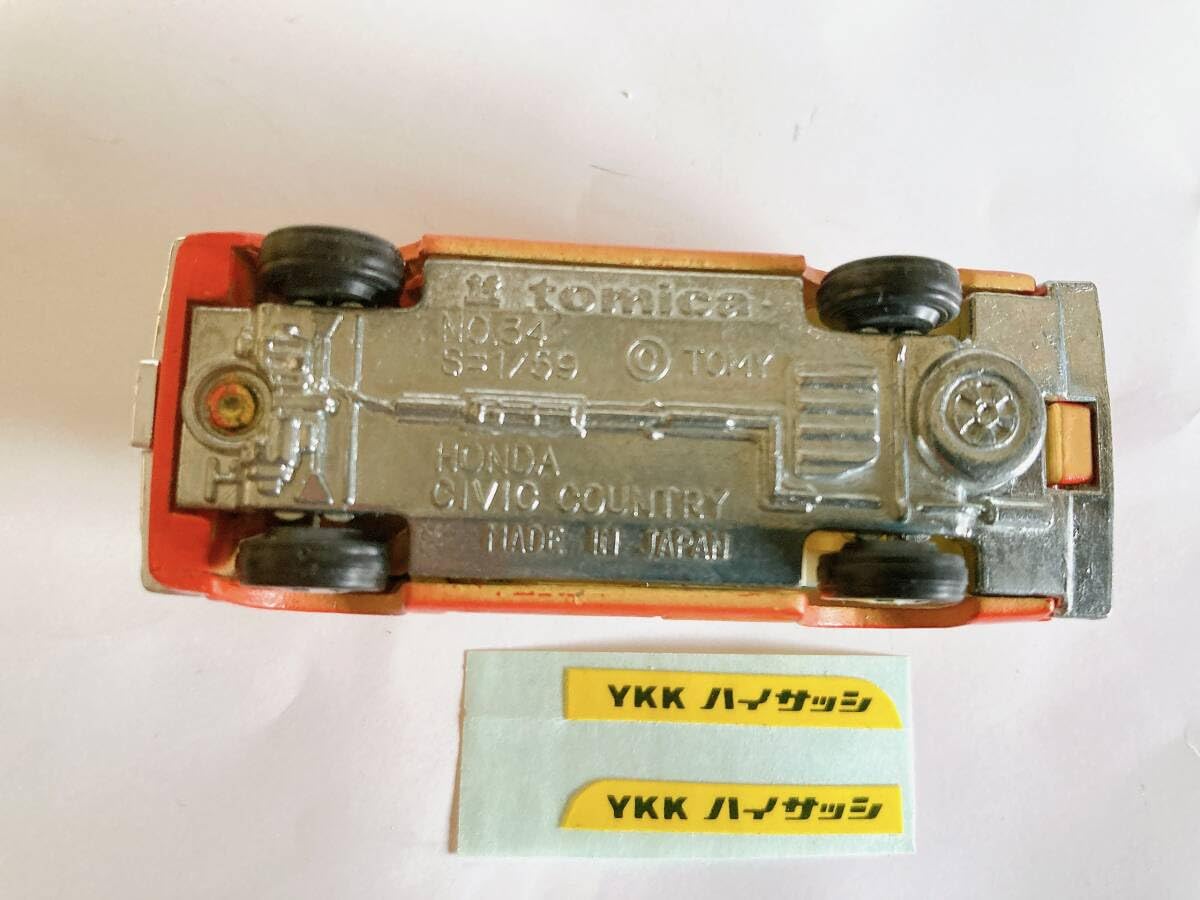 tomica
NO.34
S=1/59
© TOMY
HONDA
CIVIC COUNTRY
MADE IN JAPAN
YKK ハイサッシ
YKK ハイサッシ